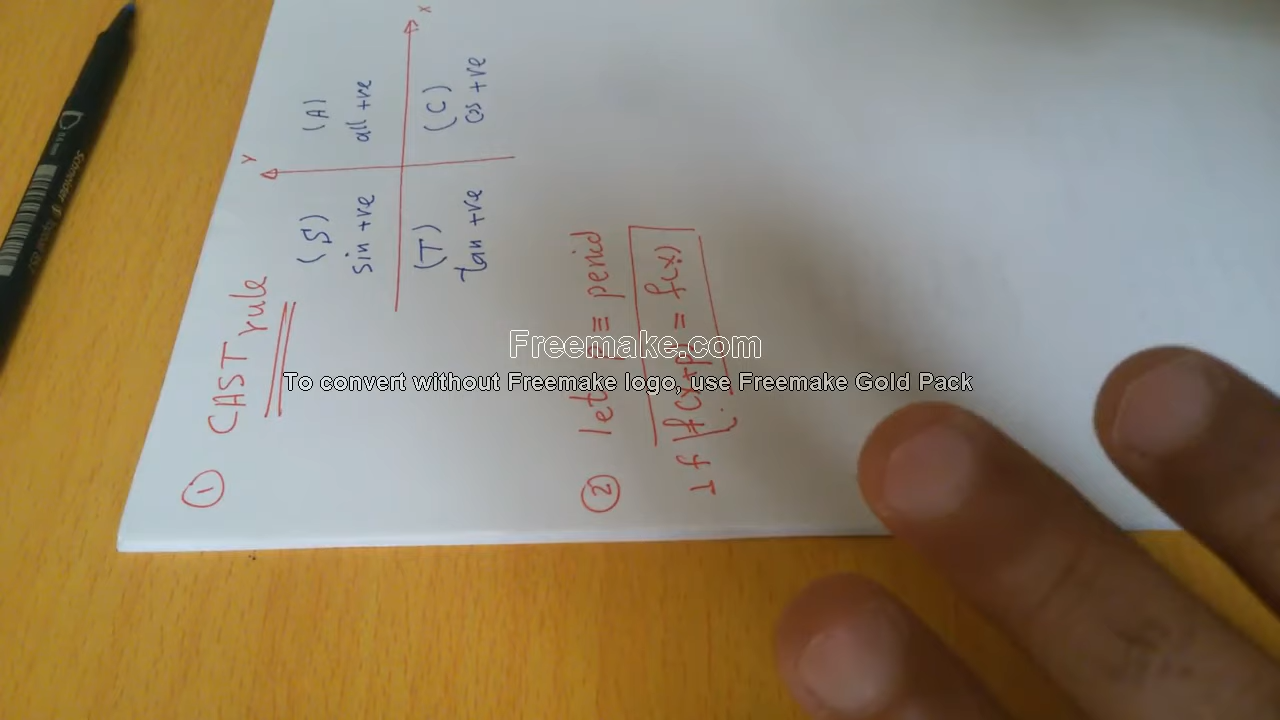 ① CAST rule
Y
(S) (A)
sin +ve all +ve
X
(T) (C)
tan +ve cos +ve
② let P ≡ period
If f(x+P) = f(x)
Freemake.com
To convert without Freemake logo, use Freemake Gold Pack
Schneider